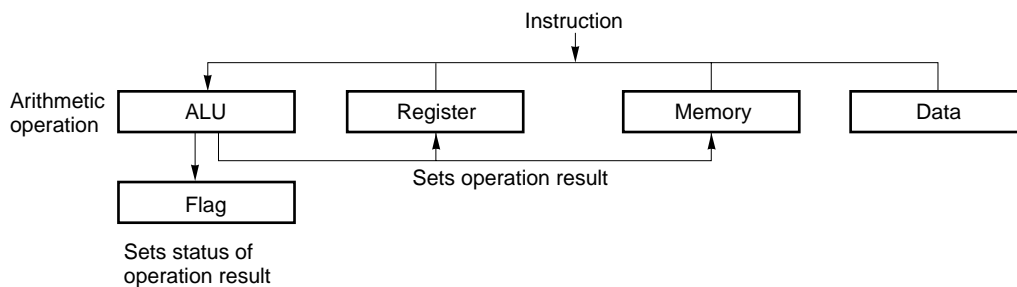 Instruction
Arithmetic
operation
ALU
Register
Memory
Data
Sets operation result
Flag
Sets status of
operation result